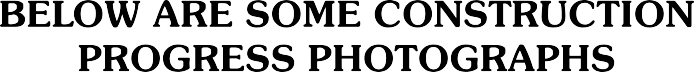 BELOW ARE SOME CONSTRUCTION
PROGRESS PHOTOGRAPHS